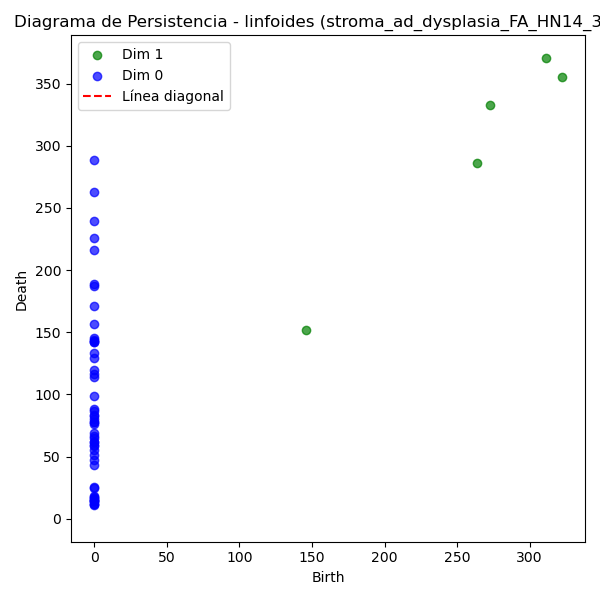 Diagrama de Persistencia - linfoides (stroma_ad_dysplasia_FA_HN14_3
Dim 1
Dim 0
Línea diagonal
350
300
250
200
150
100
50
0
Death
0 50 100 150 200 250 300
Birth